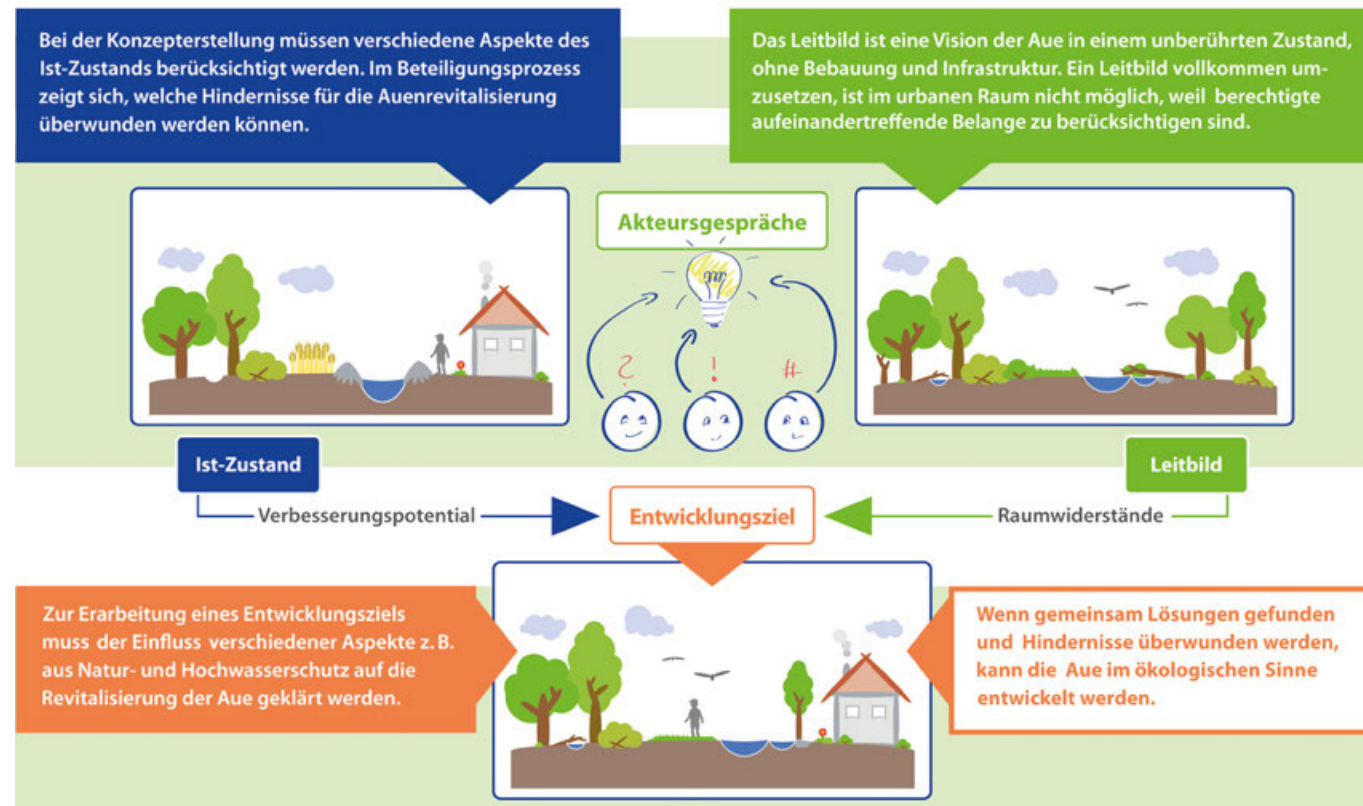 Bei der Konzepterstellung müssen verschiedene Aspekte des
Ist-Zustands berücksichtigt werden. Im Beteiligungsprozess
zeigt sich, welche Hindernisse für die Auenrevitalisierung
überwunden werden können.
Das Leitbild ist eine Vision der Aue in einem unberührten Zustand,
ohne Bebauung und Infrastruktur. Ein Leitbild vollkommen um-
zusetzen, ist im urbanen Raum nicht möglich, weil berechtigte
aufeinandertreffende Belange zu berücksichtigen sind.
Akteursgespräche
? ! #
Ist-Zustand
Leitbild
Verbesserungspotential
Entwicklungsziel
Raumwiderstände
Zur Erarbeitung eines Entwicklungsziels
muss der Einfluss verschiedener Aspekte z. B.
aus Natur- und Hochwasserschutz auf die
Revitalisierung der Aue geklärt werden.
Wenn gemeinsam Lösungen gefunden
und Hindernisse überwunden werden,
kann die Aue im ökologischen Sinne
entwickelt werden.